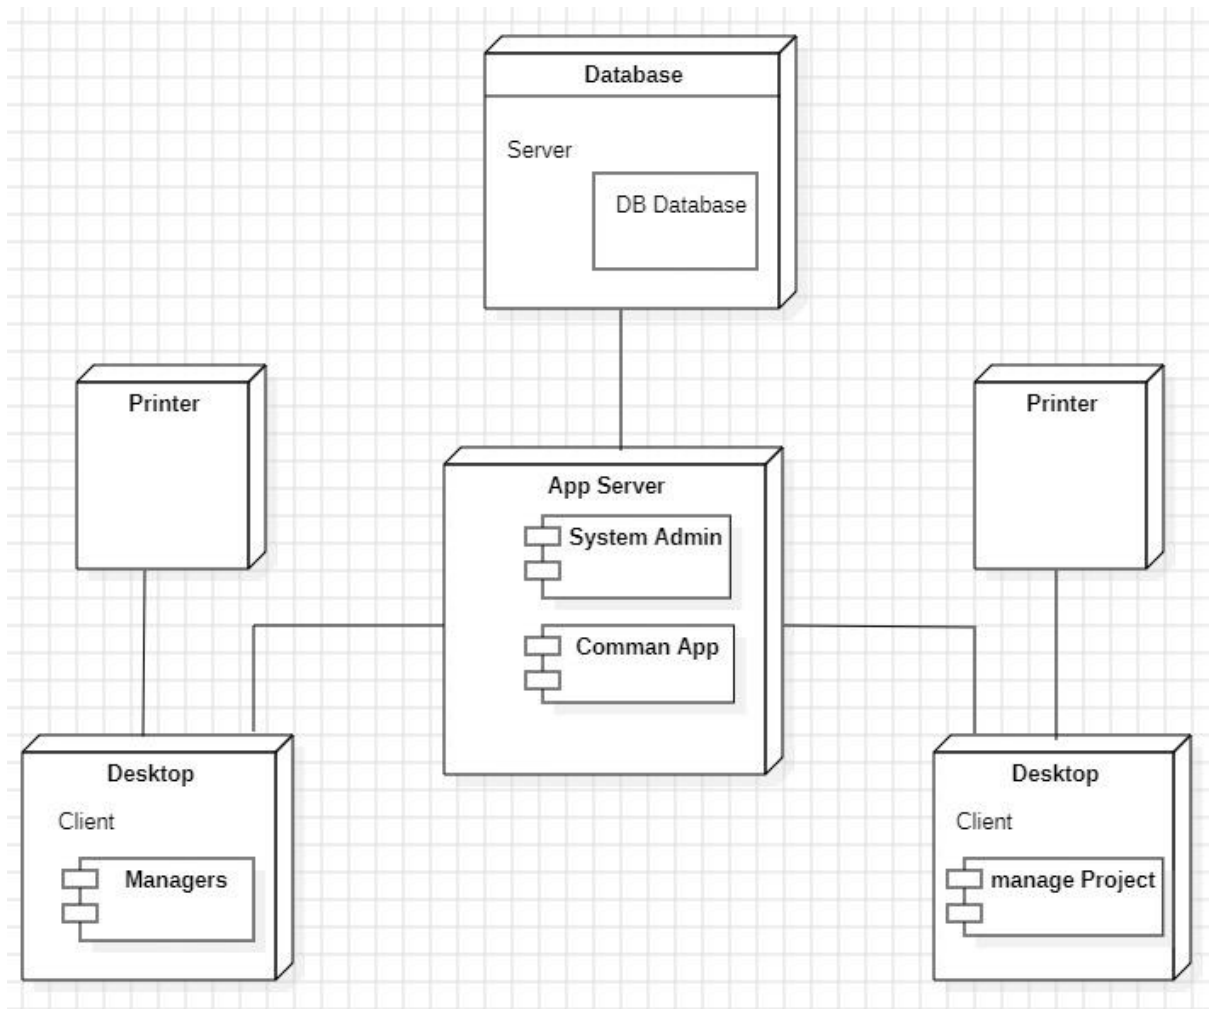 Database
Server
DB Database
Printer
Printer
App Server
System Admin
Comman App
Desktop
Client
Managers
Desktop
Client
manage Project